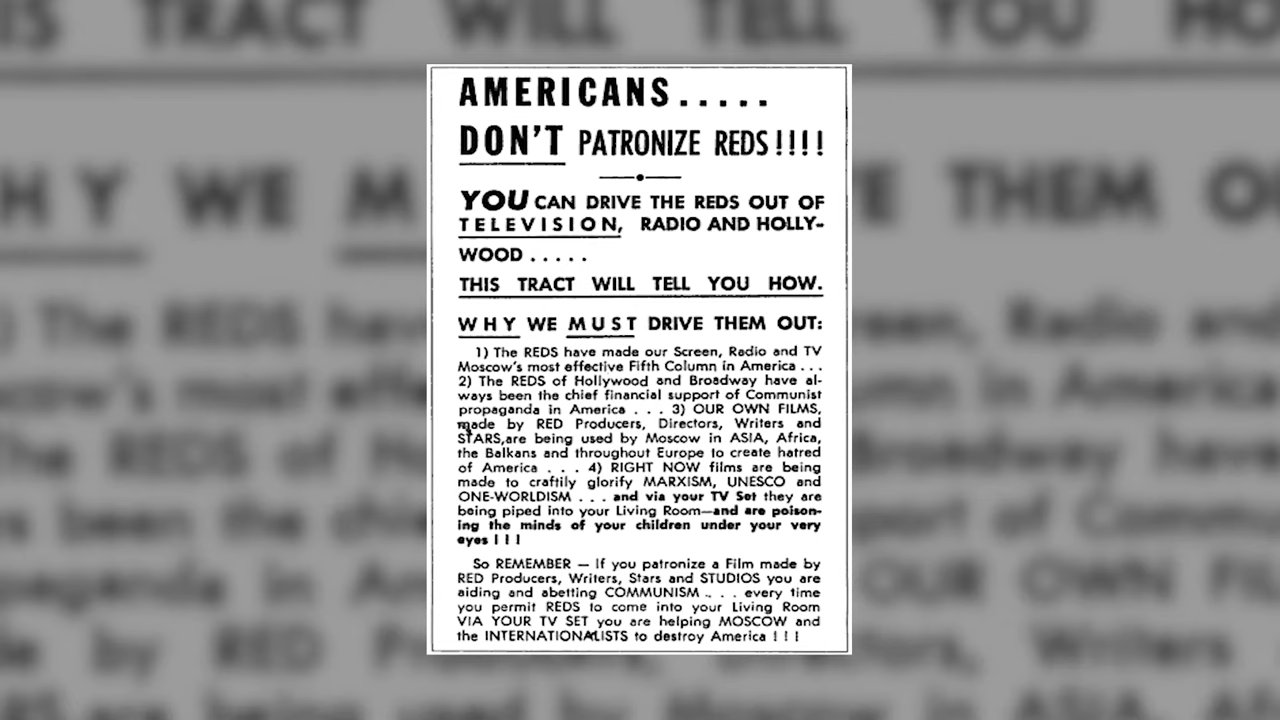 AMERICANS.....
DON'T PATRONIZE REDS!!!!
YOU CAN DRIVE THE REDS OUT OF
TELEVISION, RADIO AND HOLLY-
WOOD.....
THIS TRACT WILL TELL YOU HOW.
WHY WE MUST DRIVE THEM OUT:
1) The REDS have made our Screen, Radio and TV
Moscow's most effective Fifth Column in America ...
2) The REDS of Hollywood and Broadway have al-
ways been the chief financial support of Communist
propaganda in America ... 3) OUR OWN FILMS,
made by RED Producers, Directors, Writers and
STARS,are being used by Moscow in ASIA, Africa,
the Balkans and throughout Europe to create hatred
of America ... 4) RIGHT NOW films are being
made to craftily glorify MARXISM, UNESCO and
ONE-WORLDISM ... and via your TV Set they are
being piped into your Living Room—and are poison-
ing the minds of your children under your very
eyes ! ! !
So REMEMBER — If you patronize a Film made by
RED Producers, Writers, Stars and STUDIOS you are
aiding and abetting COMMUNISM .... every time
you permit REDS to come into your Living Room
VIA YOUR TV SET you are helping MOSCOW and
the INTERNATIONALISTS to destroy America ! ! !